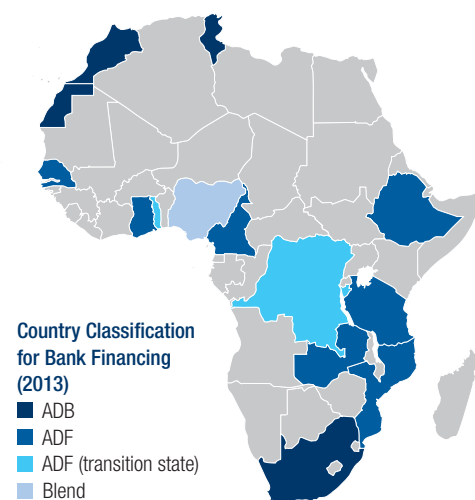 Country Classification
for Bank Financing
(2013)
ADB
ADF
ADF (transition state)
Blend